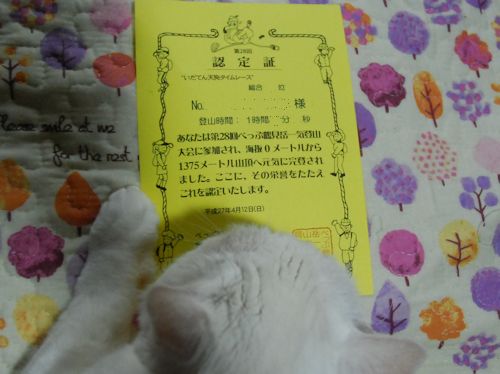 第28回
認定証
"いだてん天狗タイムレース"
総合 位
No. 様
登山時間:1時間 分 秒
あなたは第28回べっぷ鶴見岳一気登山
大会に参加され、海抜0メートルから
1375メートル山頂へ元気に完登され
ました。ここに、その栄誉をたたえ
これを認定いたします。
平成27年4月12日(日)
Please smile at me
for the rest